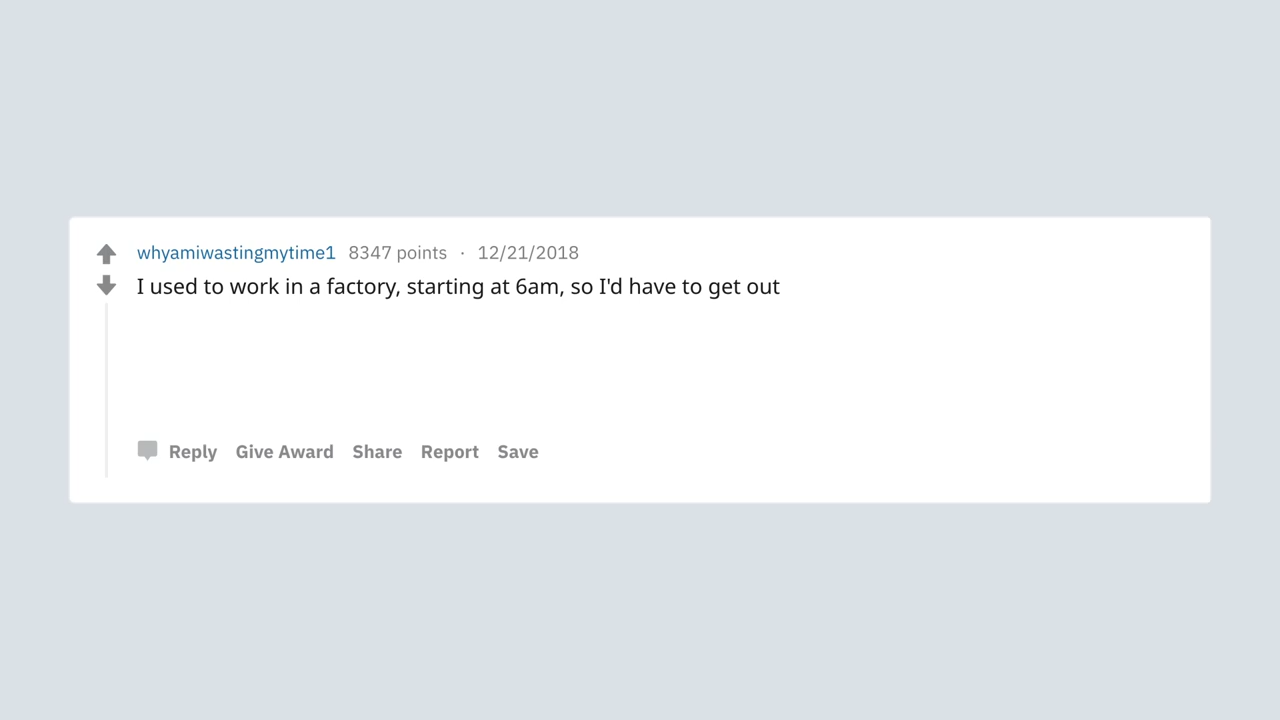 whyamiwastingmytime1 8347 points · 12/21/2018
I used to work in a factory, starting at 6am, so I'd have to get out
Reply Give Award Share Report Save